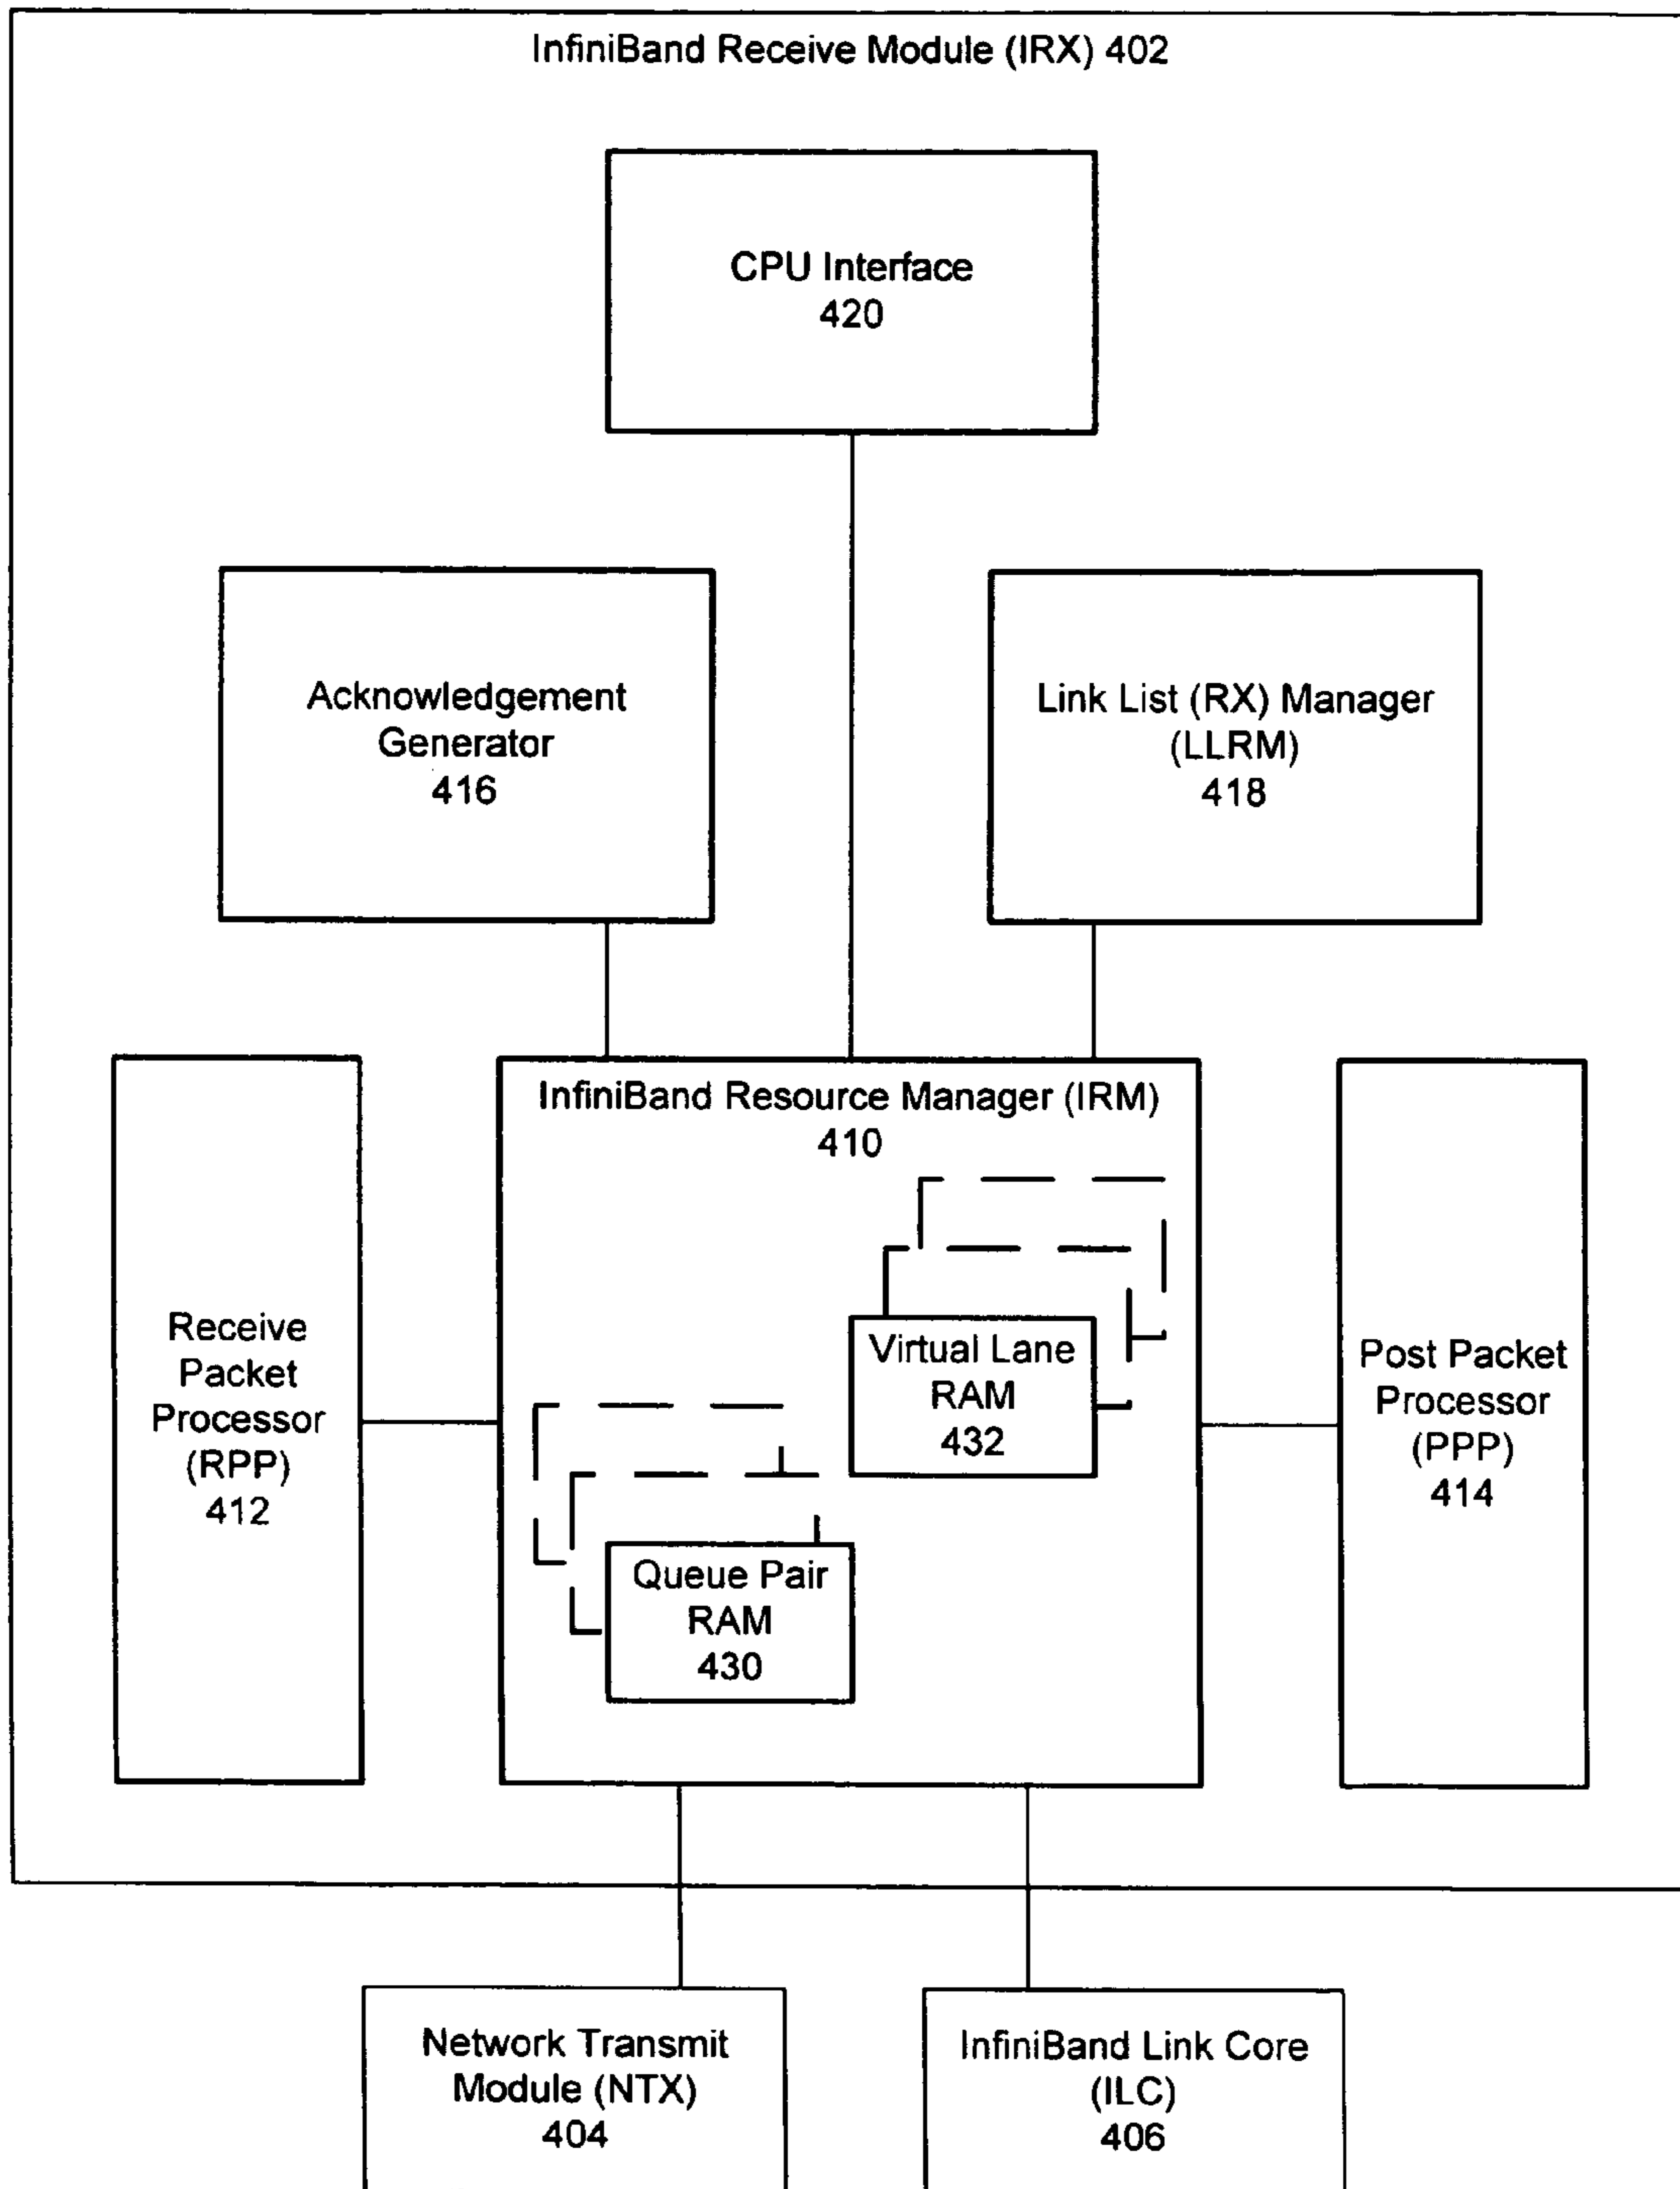 InfiniBand Receive Module (IRX) 402
CPU Interface
420
Acknowledgement
Generator
416
Link List (RX) Manager
(LLRM)
418
InfiniBand Resource Manager (IRM)
410
Receive
Packet
Processor
(RPP)
412
Virtual Lane
RAM
432
Queue Pair
RAM
430
Post Packet
Processor
(PPP)
414
Network Transmit
Module (NTX)
404
InfiniBand Link Core
(ILC)
406